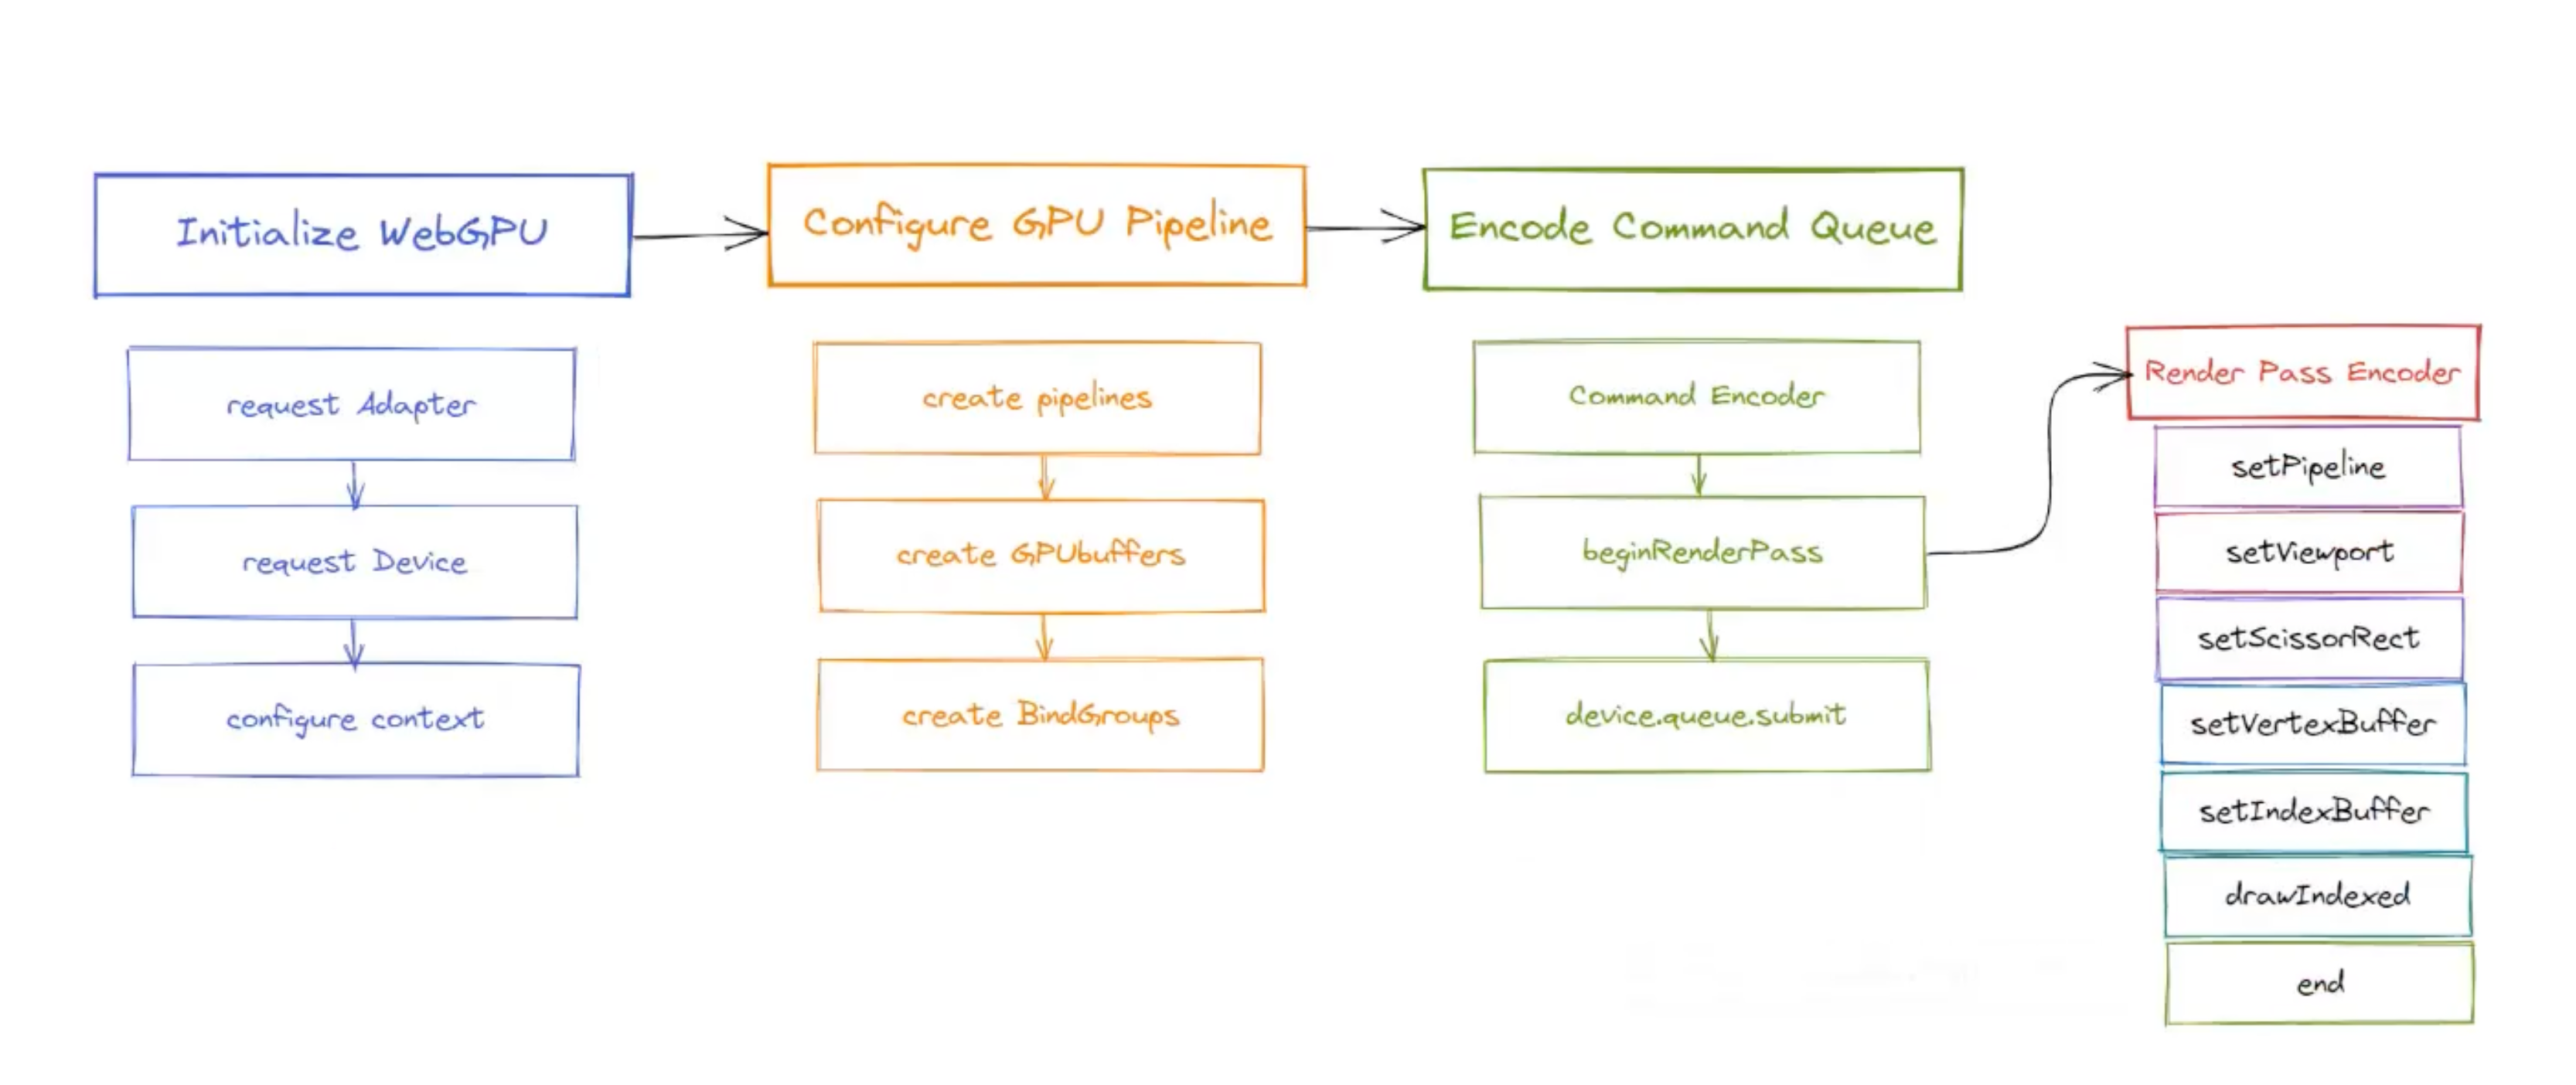 Initialize WebGPU
Configure GPU Pipeline
Encode Command Queue
request Adapter
request Device
configure context
create pipelines
create GPUbuffers
create BindGroups
Command Encoder
beginRenderPass
device.queue.submit
Render Pass Encoder
setPipeline
setViewport
setScissorRect
setVertexBuffer
setIndexBuffer
drawIndexed
end